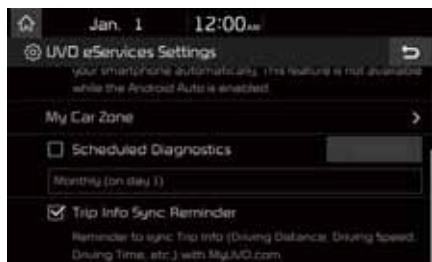 Jan. 1 12:00AM
UVO eServices Settings
your smartphone automatically. This feature is not available
while the Android Auto is enabled.
My Car Zone
Scheduled Diagnostics
Monthly (on day 1)
Trip Info Sync Reminder
Reminder to sync Trip Info (Driving Distance, Driving Speed,
Driving Time, etc.) with MyUVO.com